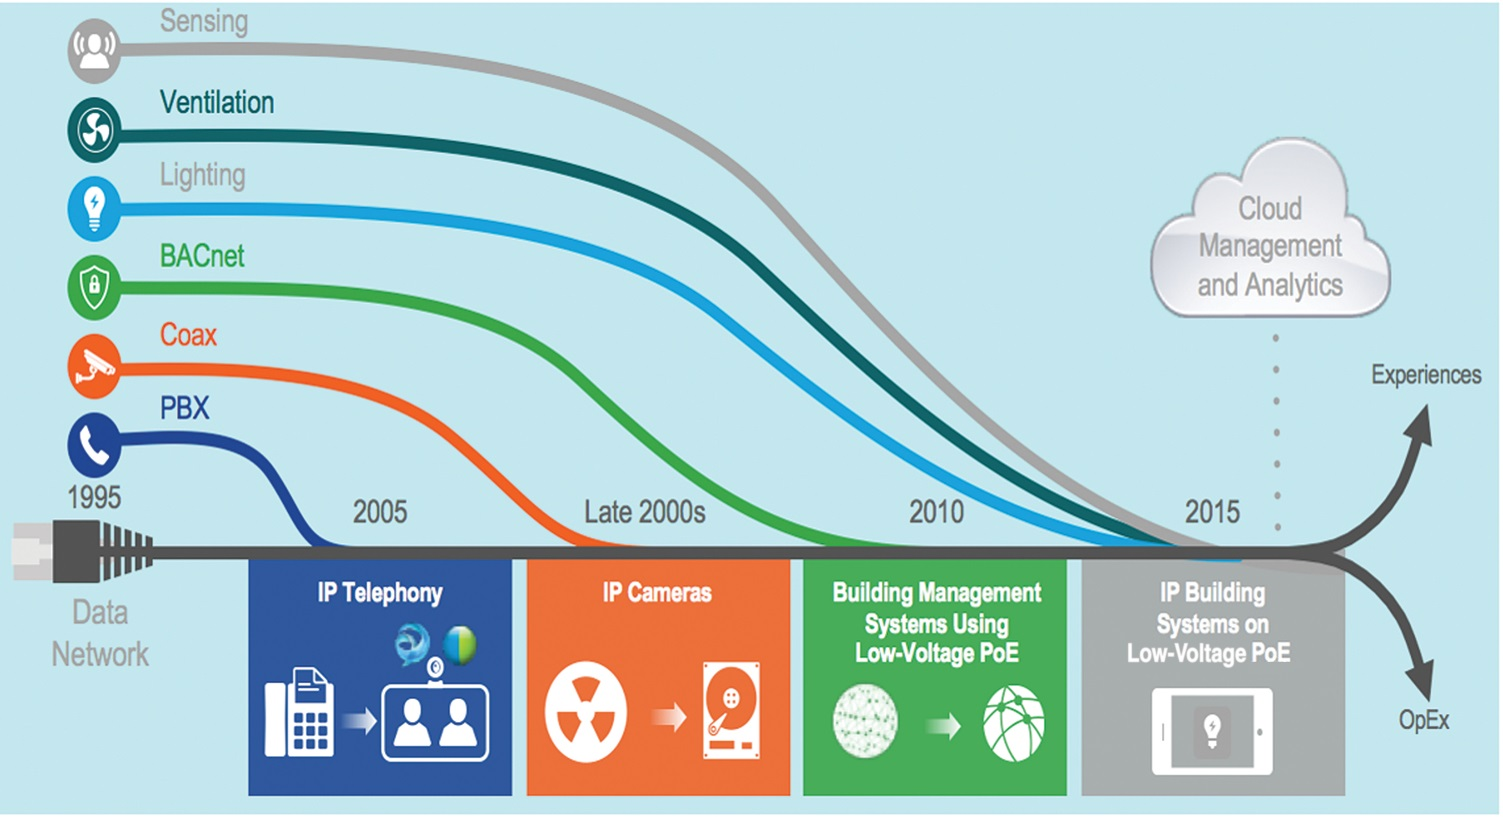 Sensing
Ventilation
Lighting
BACnet
Coax
PBX
Cloud
Management
and Analytics
Experiences
1995
2005
Late 2000s
2010
2015
Data
Network
IP Telephony
IP Cameras
Building Management
Systems Using
Low-Voltage PoE
IP Building
Systems on
Low-Voltage PoE
OpEx